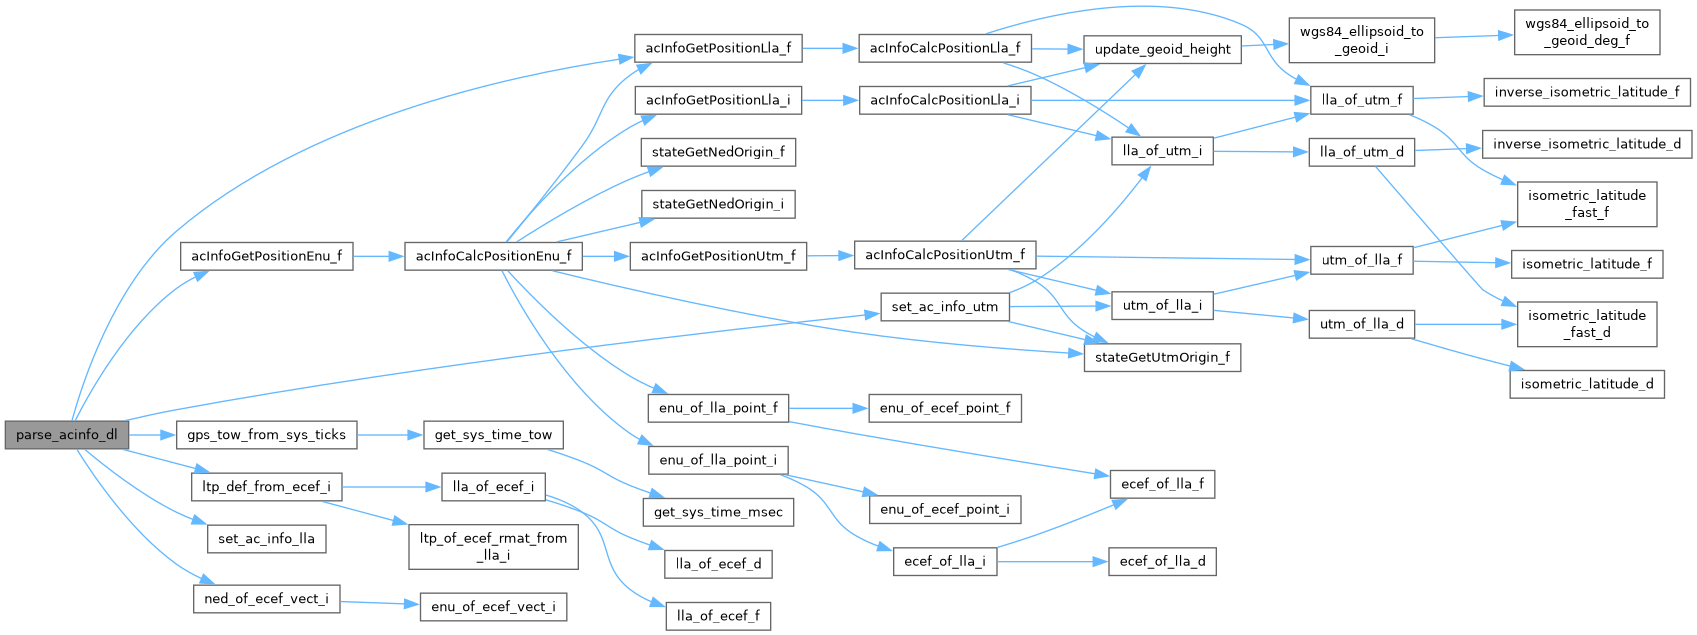 parse_acinfo_dl
acInfoGetPositionEnu_f
gps_tow_from_sys_ticks
ltp_def_from_ecef_i
set_ac_info_lla
ned_of_ecef_vect_i
acInfoCalcPositionEnu_f
get_sys_time_tow
lla_of_ecef_i
ltp_of_ecef_rmat_from
_lla_i
enu_of_ecef_vect_i
acInfoGetPositionLla_f
acInfoGetPositionLla_i
stateGetNedOrigin_f
stateGetNedOrigin_i
acInfoGetPositionUtm_f
enu_of_lla_point_f
enu_of_lla_point_i
get_sys_time_msec
lla_of_ecef_d
lla_of_ecef_f
acInfoCalcPositionLla_f
acInfoCalcPositionLla_i
acInfoCalcPositionUtm_f
set_ac_info_utm
enu_of_ecef_point_f
enu_of_ecef_point_i
ecef_of_lla_i
update_geoid_height
lla_of_utm_i
utm_of_lla_i
stateGetUtmOrigin_f
ecef_of_lla_f
ecef_of_lla_d
wgs84_ellipsoid_to
_geoid_i
lla_of_utm_f
lla_of_utm_d
utm_of_lla_f
utm_of_lla_d
wgs84_ellipsoid_to
_geoid_deg_f
inverse_isometric_latitude_f
inverse_isometric_latitude_d
isometric_latitude
_fast_f
isometric_latitude_f
isometric_latitude
_fast_d
isometric_latitude_d